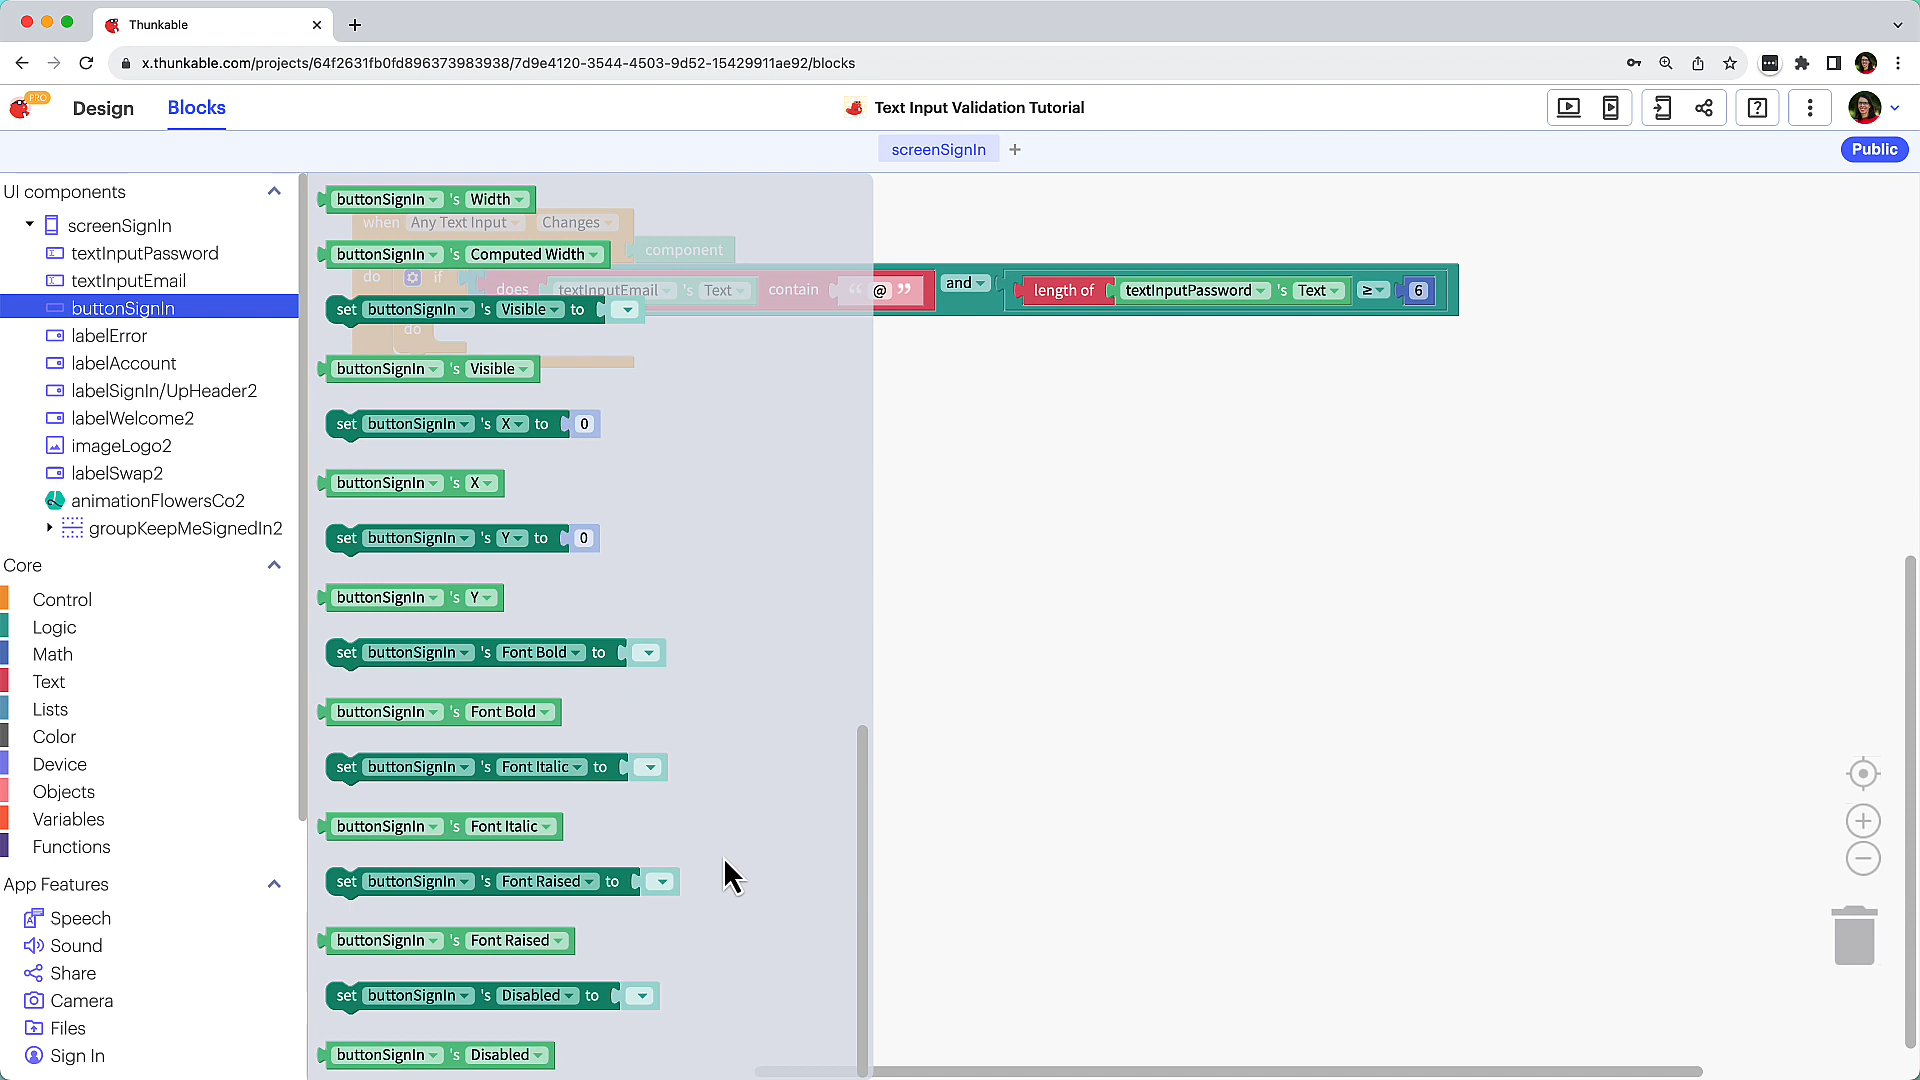 Thunkable
x.thunkable.com/projects/64f2631fb0fd896373983938/7d9e4120-3544-4503-9d52-15429911ae92/blocks
PRO
Design
Blocks
Text Input Validation Tutorial
screenSignIn
Public
UI components
screenSignIn
textInputPassword
textInputEmail
buttonSignIn
labelError
labelAccount
labelSignIn/UpHeader2
labelWelcome2
imageLogo2
labelSwap2
animationFlowersCo2
groupKeepMeSignedIn2
Core
Control
Logic
Math
Text
Lists
Color
Device
Objects
Variables
Functions
App Features
Speech
Sound
Share
Camera
Files
Sign In
buttonSignIn 's Width
when Any Text Input Changes
component
buttonSignIn 's Computed Width
do if
does textInputEmail 's Text contain “ @ ” and length of textInputPassword 's Text ≥ 6
set buttonSignIn 's Visible to
do
buttonSignIn 's Visible
set buttonSignIn 's X to 0
buttonSignIn 's X
set buttonSignIn 's Y to 0
buttonSignIn 's Y
set buttonSignIn 's Font Bold to
buttonSignIn 's Font Bold
set buttonSignIn 's Font Italic to
buttonSignIn 's Font Italic
set buttonSignIn 's Font Raised to
buttonSignIn 's Font Raised
set buttonSignIn 's Disabled to
buttonSignIn 's Disabled